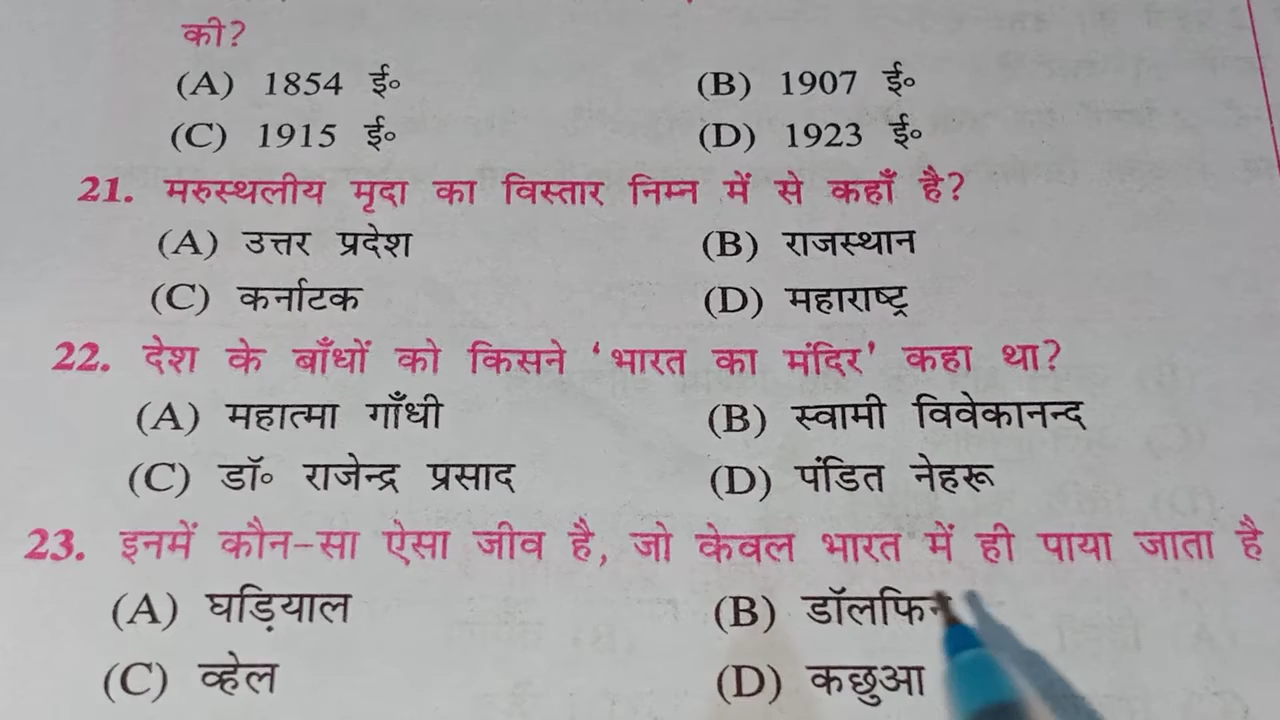 की?
(A) 1854 ई॰ (B) 1907 ई॰
(C) 1915 ई॰ (D) 1923 ई॰
21. मरुस्थलीय मृदा का विस्तार निम्न में से कहाँ है?
(A) उत्तर प्रदेश (B) राजस्थान
(C) कर्नाटक (D) महाराष्ट्र
22. देश के बाँधों को किसने ‘भारत का मंदिर’ कहा था?
(A) महात्मा गाँधी (B) स्वामी विवेकानन्द
(C) डॉ॰ राजेन्द्र प्रसाद (D) पंडित नेहरू
23. इनमें कौन-सा ऐसा जीव है, जो केवल भारत में ही पाया जाता है
(A) घड़ियाल (B) डॉलफिन
(C) व्हेल (D) कछुआ